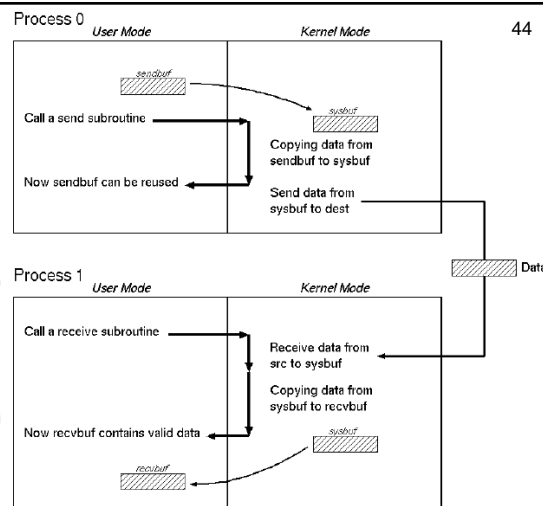 44
Process 0
User Mode
Kernel Mode
sendbuf
sysbuf
Call a send subroutine
Copying data from
sendbuf to sysbuf
Now sendbuf can be reused
Send data from
sysbuf to dest
Data
Process 1
User Mode
Kernel Mode
Call a receive subroutine
Receive data from
src to sysbuf
Copying data from
sysbuf to recvbuf
Now recvbuf contains valid data
sysbuf
recvbuf